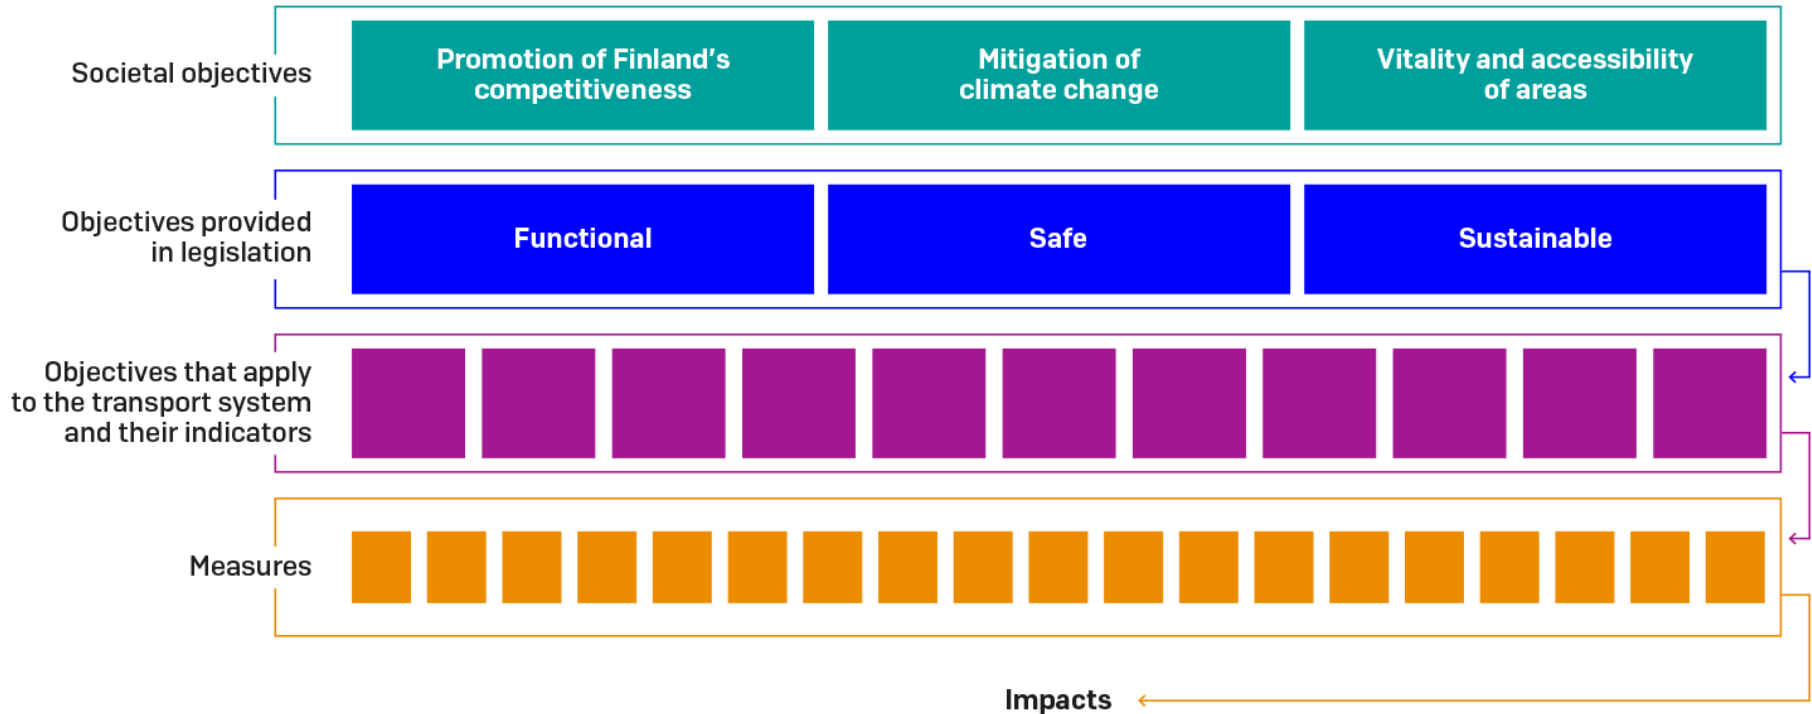 Societal objectives
Promotion of Finland’s
competitiveness
Mitigation of
climate change
Vitality and accessibility
of areas
Objectives provided
in legislation
Functional
Safe
Sustainable
Objectives that apply
to the transport system
and their indicators
Measures
Impacts